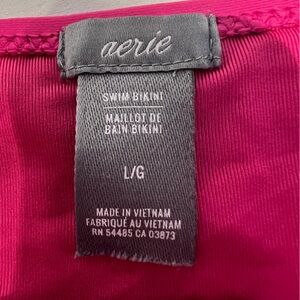 aerie
SWIM BIKINI
MAILLOT DE
BAIN BIKINI
L/G
MADE IN VIETNAM
FABRIQUÉ AU VIETNAM
RN 54485 CA 03873